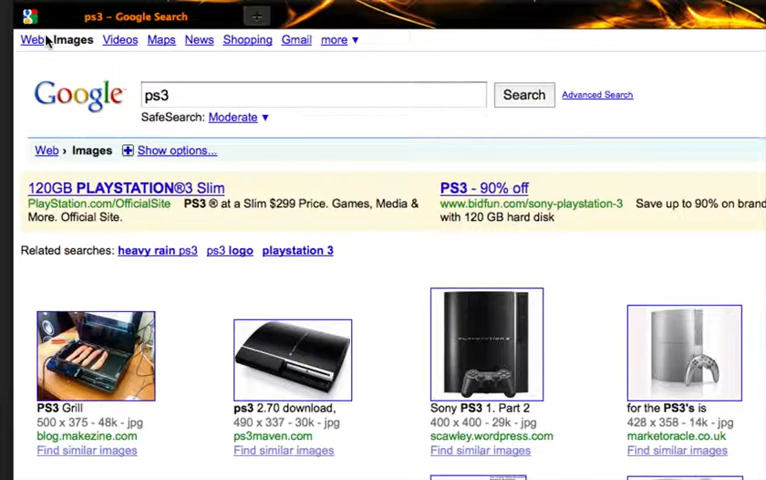 ps3 – Google Search
Web Images Videos Maps News Shopping Gmail more ▼
Google ps3 Search Advanced Search
SafeSearch: Moderate ▼
Web › Images + Show options...
120GB PLAYSTATION®3 Slim
PlayStation.com/OfficialSite PS3 ® at a Slim $299 Price. Games, Media &
More. Official Site.
PS3 - 90% off
www.bidfun.com/sony-playstation-3 Save up to 90% on brand
with 120 GB hard disk
Related searches: heavy rain ps3 ps3 logo playstation 3
PS3 Grill
500 x 375 - 48k - jpg
blog.makezine.com
Find similar images
ps3 2.70 download,
490 x 337 - 30k - jpg
ps3maven.com
Find similar images
Sony PS3 1. Part 2
400 x 400 - 29k - jpg
scawley.wordpress.com
Find similar images
for the PS3's is
428 x 358 - 14k - jpg
marketoracle.co.uk
Find similar images